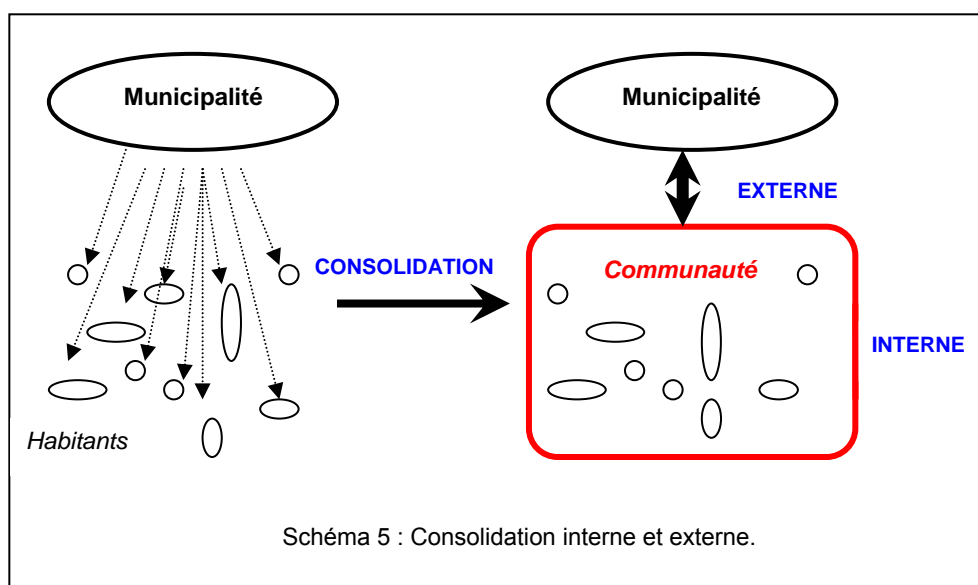 Municipalité
Municipalité
EXTERNE
CONSOLIDATION
Communauté
INTERNE
Habitants
Schéma 5 : Consolidation interne et externe.